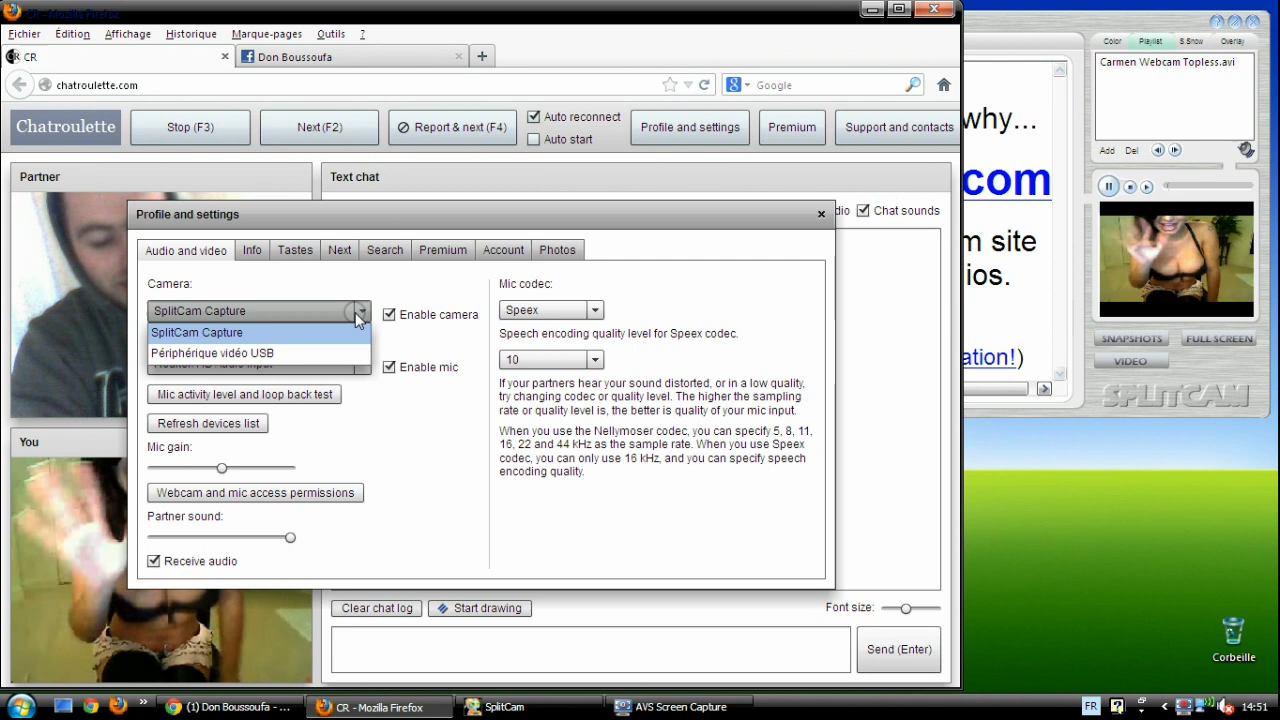 CR - Mozilla Firefox
Fichier Édition Affichage Historique Marque-pages Outils ?
CR CR
Don Boussoufa
chatroulette.com
Google
Chatroulette
Stop (F3)
Next (F2)
Report & next (F4)
Auto reconnect
Auto start
Profile and settings
Premium
Support and contacts
Partner
Text chat
Chat sounds
Profile and settings
Audio and video Info Tastes Next Search Premium Account Photos
Camera:
SplitCam Capture
SplitCam Capture
Périphérique vidéo USB
Enable camera
Enable mic
Mic activity level and loop back test
Refresh devices list
Mic gain:
Webcam and mic access permissions
Partner sound:
Receive audio
Mic codec:
Speex
Speech encoding quality level for Speex codec.
10
If your partners hear your sound distorted, or in a low quality,
try changing codec or quality level. The higher the sampling
rate or quality level is, the better is quality of your mic input.
When you use the Nellymoser codec, you can specify 5, 8, 11,
16, 22 and 44 kHz as the sample rate. When you use Speex
codec, you can only use 16 kHz, and you can specify speech
encoding quality.
You
Clear chat log
Start drawing
Font size:
Send (Enter)
why...
com
m site
os.
ation!)
Color Playlist S.Show Overlay
Carmen Webcam Topless.avi
Add Del
SNAPSHOTS
FULL SCREEN
VIDEO
SPLITCAM
Corbeille
(1) Don Boussoufa - ...
CR - Mozilla Firefox
SplitCam
AVS Screen Capture
FR
14:51